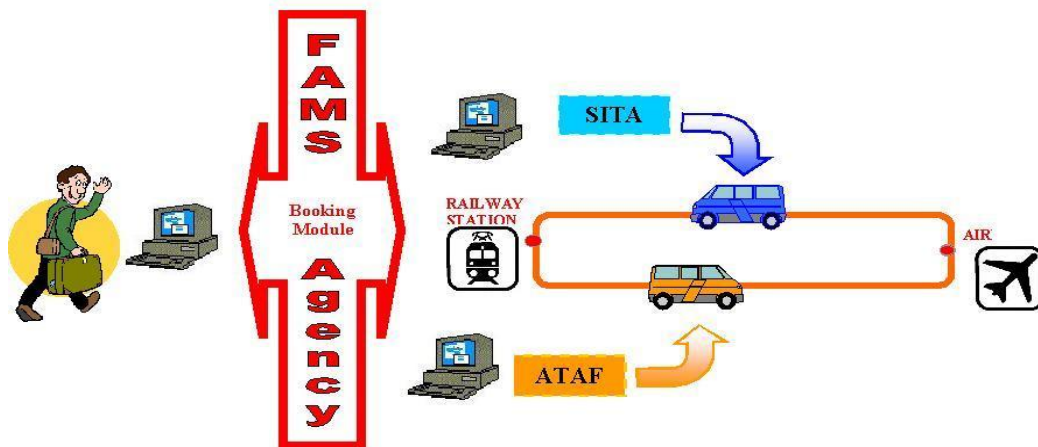 FAMS
Booking
Module
Agency
SITA
RAILWAY
STATION
AIR
ATAF